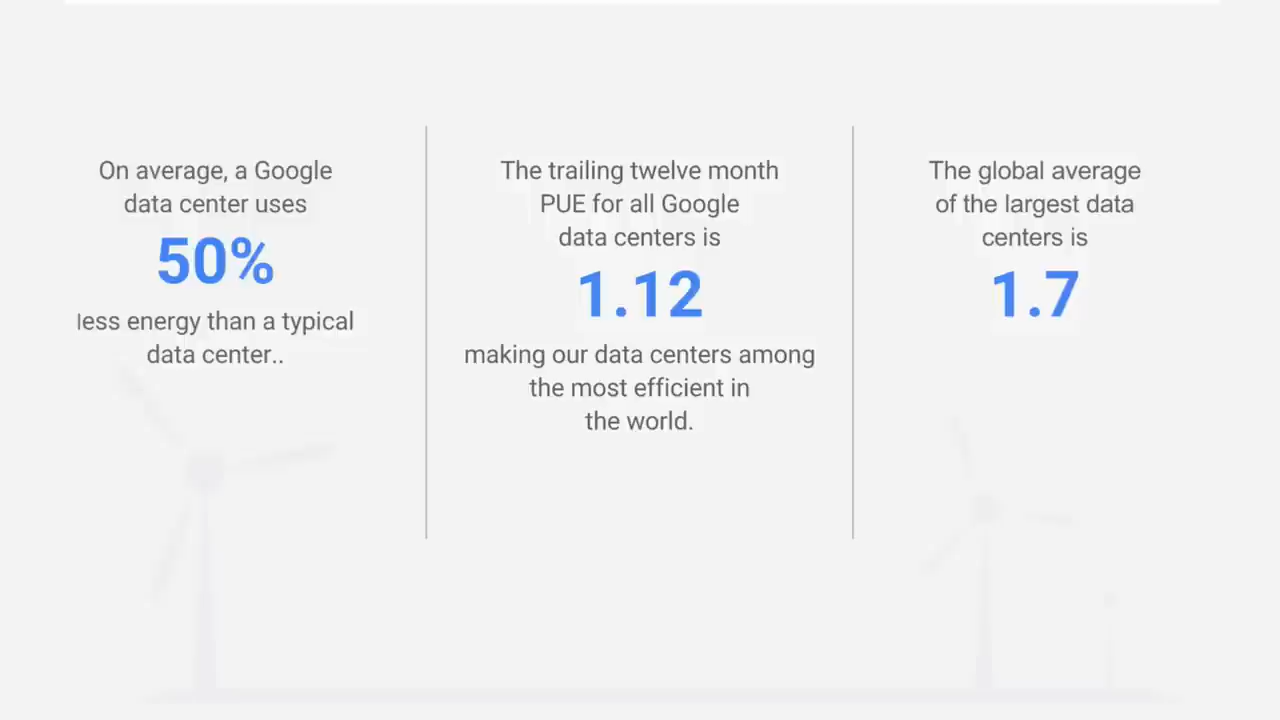 On average, a Google
data center uses
50%
less energy than a typical
data center..
The trailing twelve month
PUE for all Google
data centers is
1.12
making our data centers among
the most efficient in
the world.
The global average
of the largest data
centers is
1.7